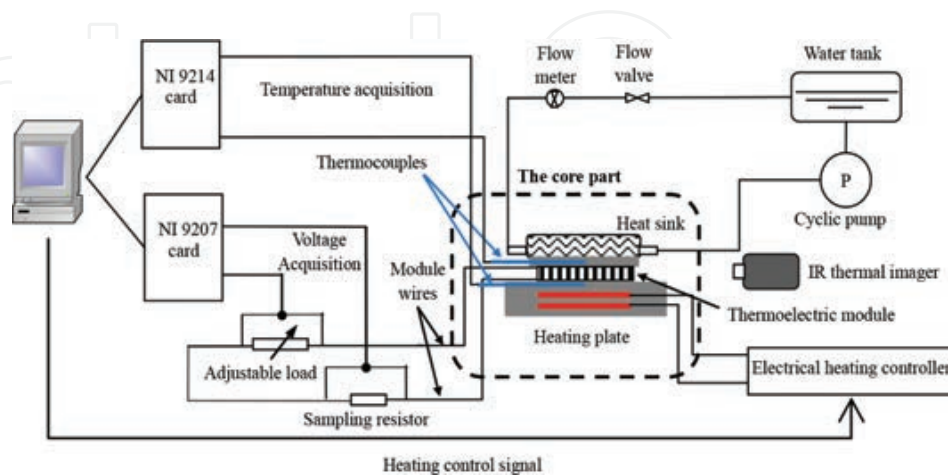 NI 9214
card
Temperature acquisition
Flow
meter
Flow
valve
Water tank
Thermocouples
The core part
P
Cyclic pump
NI 9207
card
Voltage
Acquisition
Module
wires
Heat sink
IR thermal imager
Thermoelectric module
Heating plate
Adjustable load
Electrical heating controller
Sampling resistor
Heating control signal